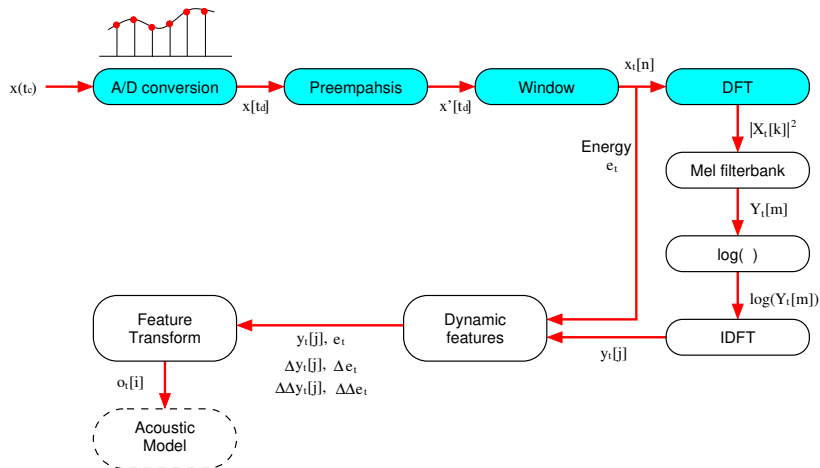 x(tc)
A/D conversion
x[td]
Preempahsis
x'[td]
Window
xt[n]
DFT
|Xt[k]|²
Energy
et
Mel filterbank
Yt[m]
log( )
log(Yt[m])
IDFT
yt[j]
Dynamic
features
yt[j], et
Δyt[j], Δet
ΔΔyt[j], ΔΔet
Feature
Transform
ot[i]
Acoustic
Model